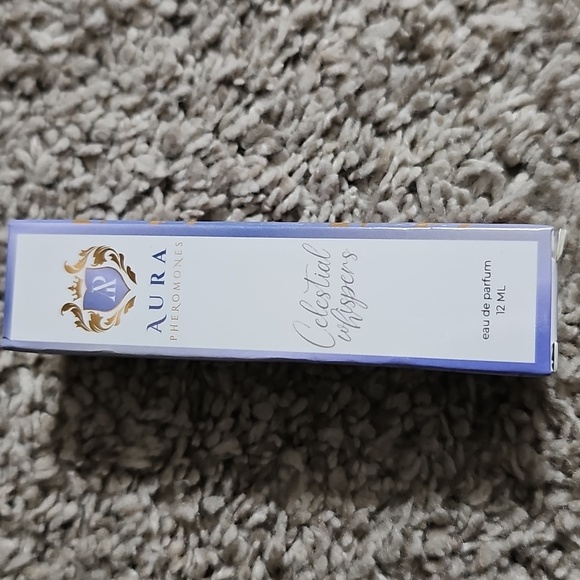 AURA
PHEROMONES
Celestial
whispers
eau de parfum
12 ML